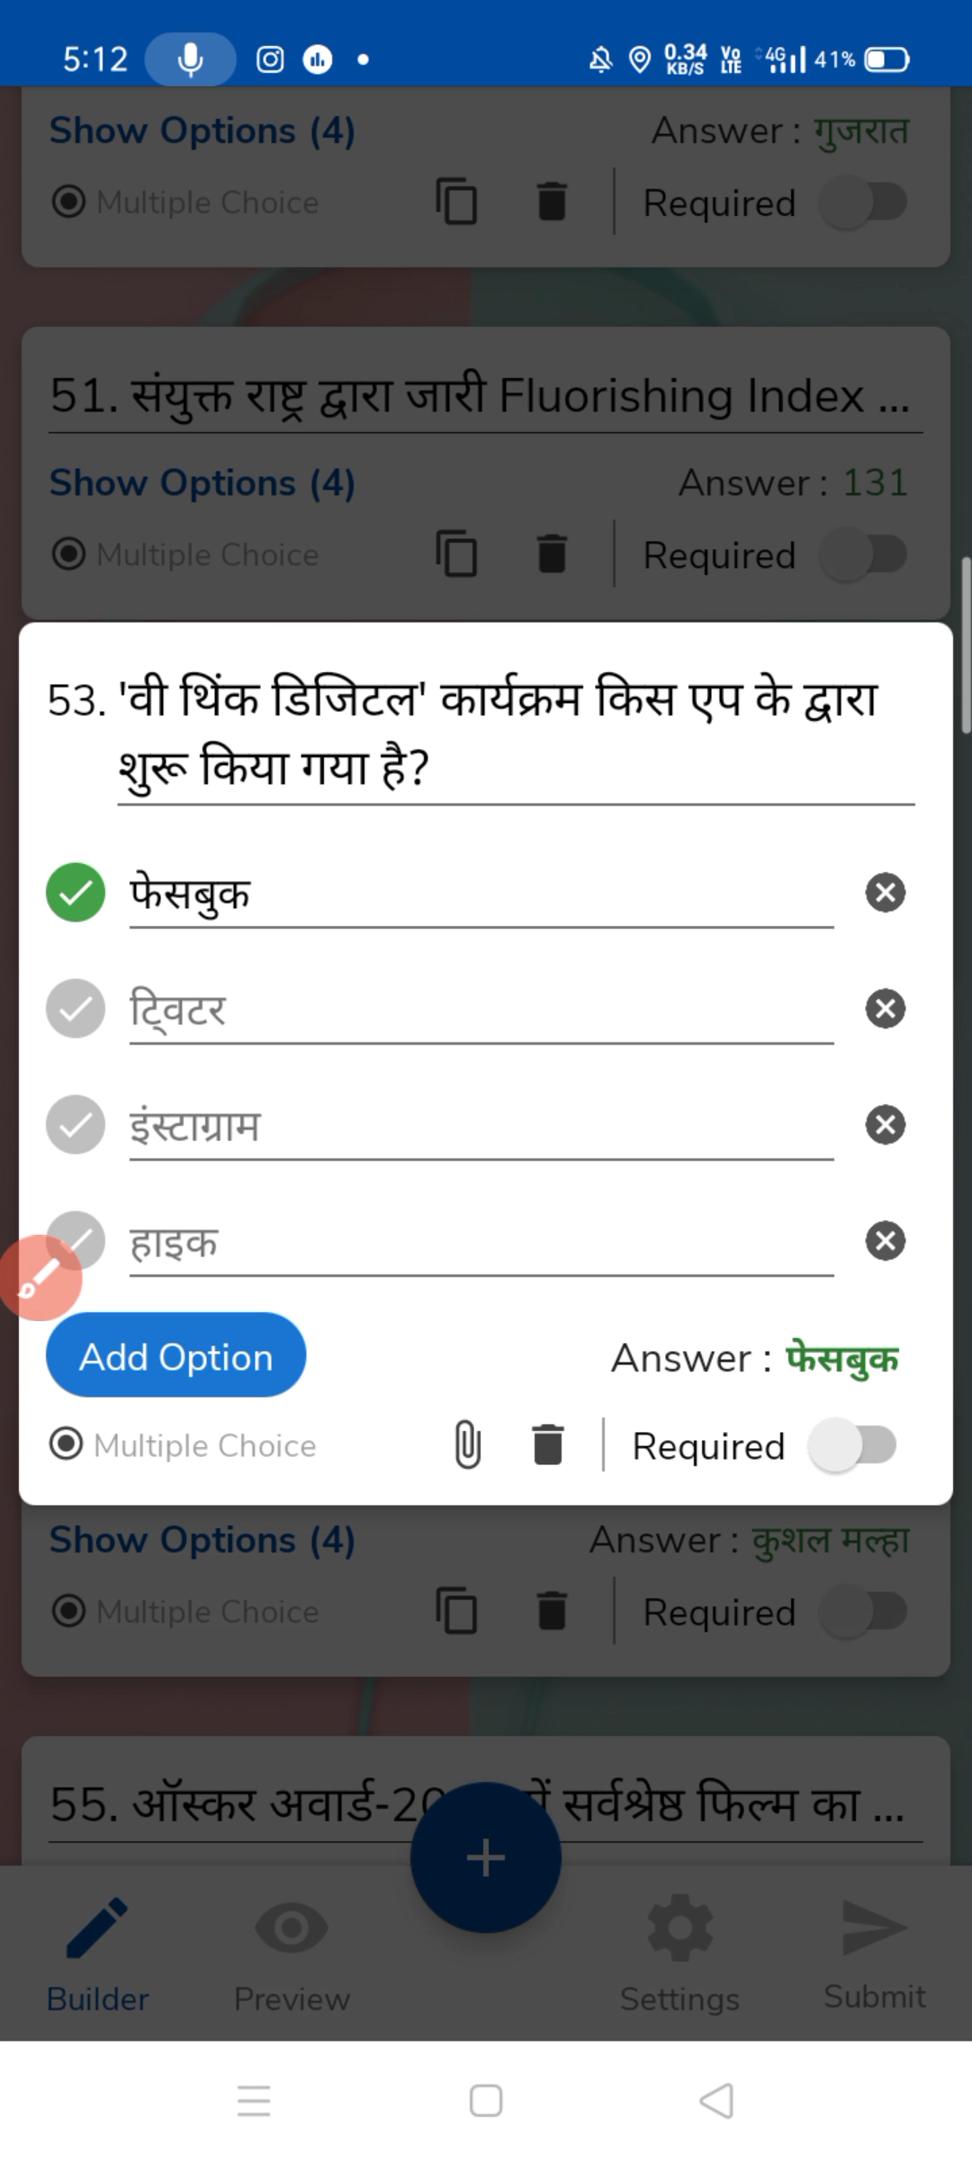 5:12
0.34 KB/S
Vo LTE
4G
41%
Show Options (4)
Answer : गुजरात
Multiple Choice
Required
51. संयुक्त राष्ट्र द्वारा जारी Fluorishing Index ...
Show Options (4)
Answer : 131
Multiple Choice
Required
53. 'वी थिंक डिजिटल' कार्यक्रम किस एप के द्वारा
शुरू किया गया है?
फेसबुक
ट्विटर
इंस्टाग्राम
हाइक
Add Option
Answer : फेसबुक
Multiple Choice
Required
Show Options (4)
Answer : कुशल मल्हा
Multiple Choice
Required
55. ऑस्कर अवार्ड-20 में सर्वश्रेष्ठ फिल्म का ...
Builder
Preview
Settings
Submit